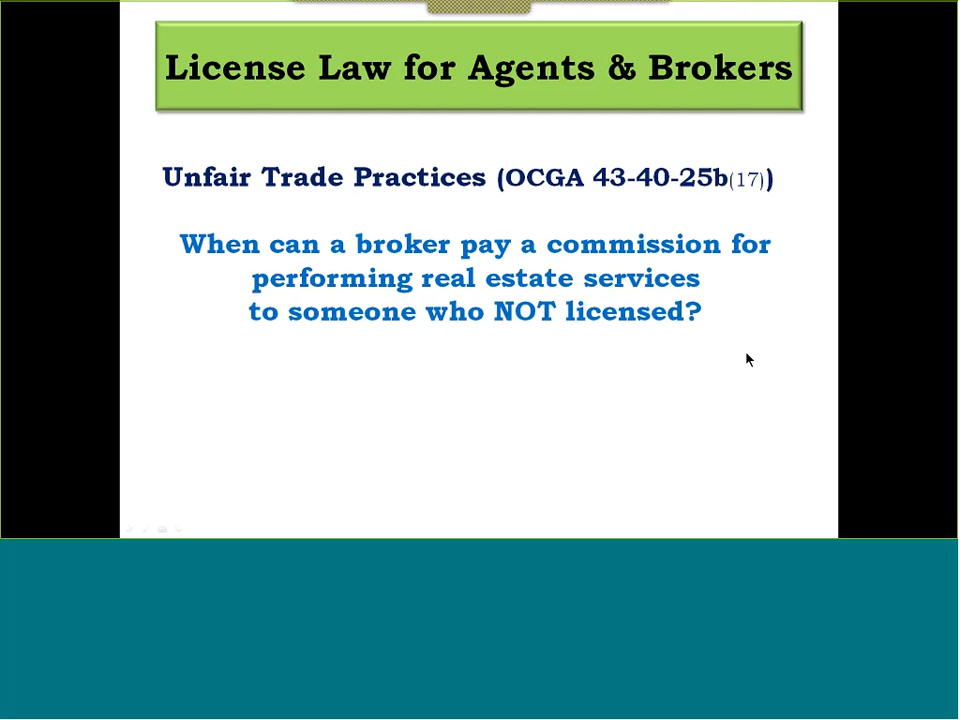 License Law for Agents & Brokers
Unfair Trade Practices (OCGA 43-40-25b(17))
When can a broker pay a commission for
performing real estate services
to someone who NOT licensed?